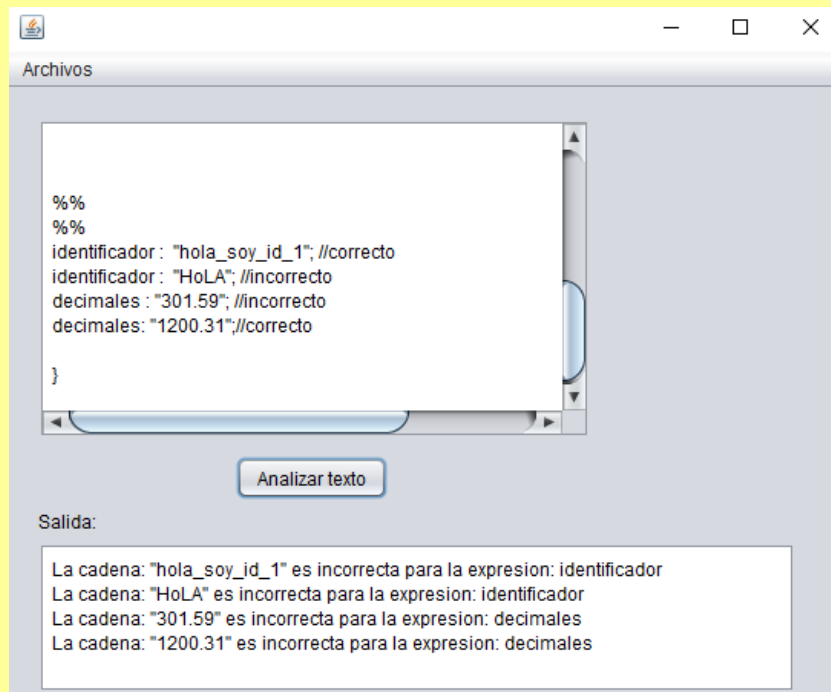 Archivos
%%
%%
identificador :  "hola_soy_id_1"; //correcto
identificador :  "HoLA"; //incorrecto
decimales : "301.59"; //incorrecto
decimales: "1200.31";//correcto
}
Analizar texto
Salida:
La cadena: "hola_soy_id_1" es incorrecta para la expresion: identificador
La cadena: "HoLA" es incorrecta para la expresion: identificador
La cadena: "301.59" es incorrecta para la expresion: decimales
La cadena: "1200.31" es incorrecta para la expresion: decimales